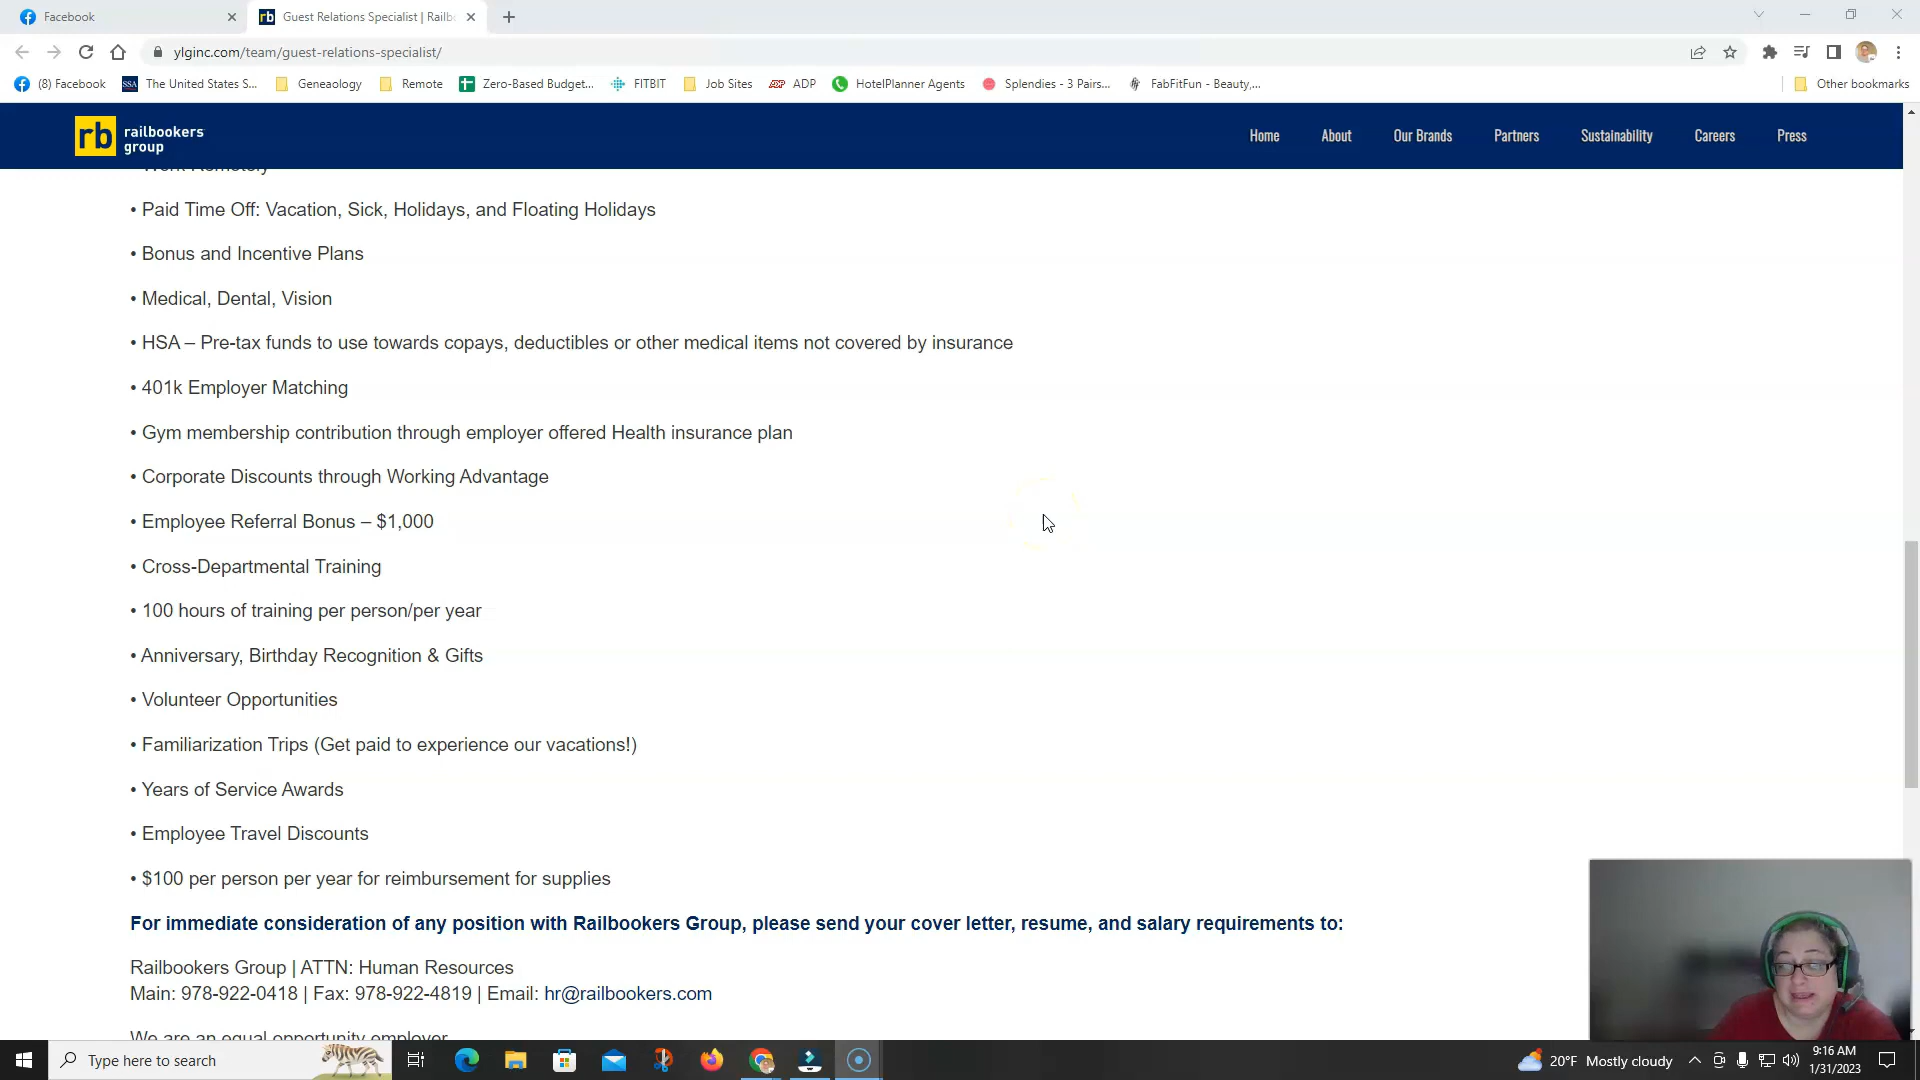 Facebook
Guest Relations Specialist | Railb
ylginc.com/team/guest-relations-specialist/
(8) Facebook
SSA
The United States S...
Geneaology
Remote
Zero-Based Budget...
FITBIT
Job Sites
ADP
HotelPlanner Agents
Splendies - 3 Pairs...
FabFitFun - Beauty,...
Other bookmarks
rb railbookers group
Home
About
Our Brands
Partners
Sustainability
Careers
Press
• Work Remotely
• Paid Time Off: Vacation, Sick, Holidays, and Floating Holidays
• Bonus and Incentive Plans
• Medical, Dental, Vision
• HSA – Pre-tax funds to use towards copays, deductibles or other medical items not covered by insurance
• 401k Employer Matching
• Gym membership contribution through employer offered Health insurance plan
• Corporate Discounts through Working Advantage
• Employee Referral Bonus – $1,000
• Cross-Departmental Training
• 100 hours of training per person/per year
• Anniversary, Birthday Recognition & Gifts
• Volunteer Opportunities
• Familiarization Trips (Get paid to experience our vacations!)
• Years of Service Awards
• Employee Travel Discounts
• $100 per person per year for reimbursement for supplies
For immediate consideration of any position with Railbookers Group, please send your cover letter, resume, and salary requirements to:
Railbookers Group | ATTN: Human Resources
Main: 978-922-0418 | Fax: 978-922-4819 | Email: hr@railbookers.com
We are an equal opportunity employer
Type here to search
20°F Mostly cloudy
9:16 AM
1/31/2023